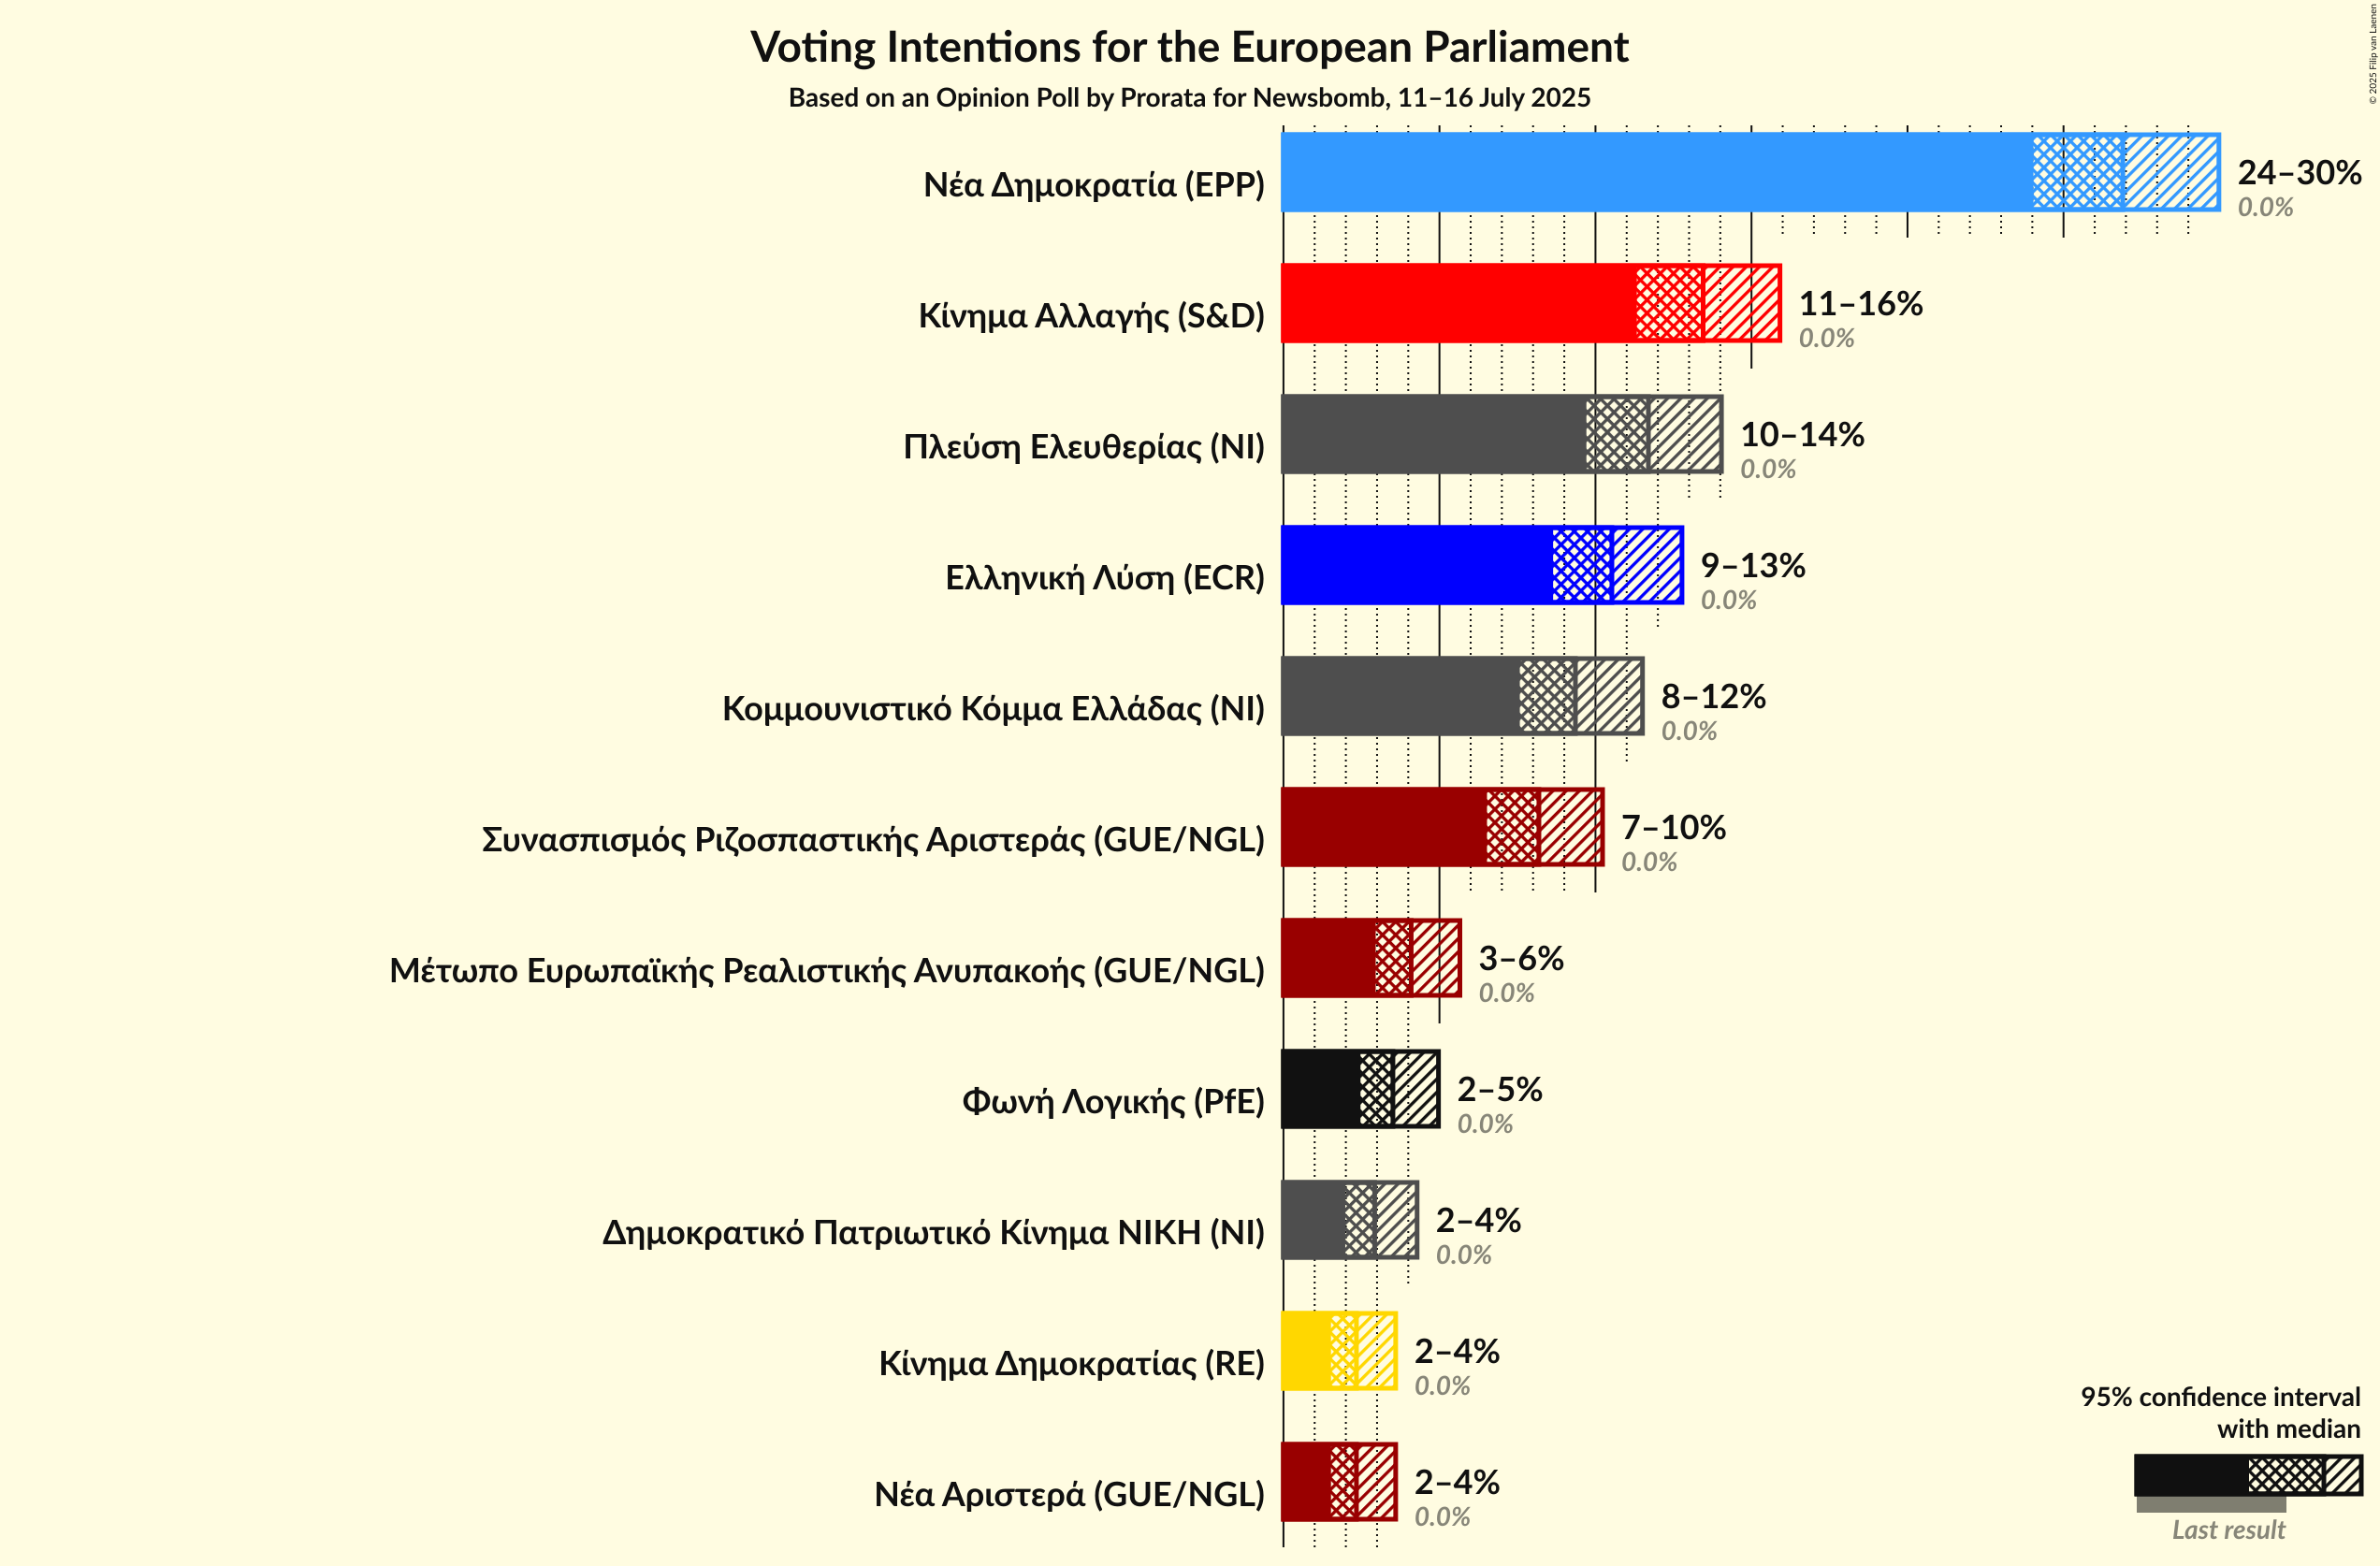 Voting Intentions for the European Parliament
Based on an Opinion Poll by Prorata for Newsbomb, 11–16 July 2025
© 2025 Filip van Laenen
Νέα Δημοκρατία (EPP)
24–30%
0.0%
Κίνημα Αλλαγής (S&D)
11–16%
0.0%
Πλεύση Ελευθερίας (NI)
10–14%
0.0%
Ελληνική Λύση (ECR)
9–13%
0.0%
Κομμουνιστικό Κόμμα Ελλάδας (NI)
8–12%
0.0%
Συνασπισμός Ριζοσπαστικής Αριστεράς (GUE/NGL)
7–10%
0.0%
Μέτωπο Ευρωπαϊκής Ρεαλιστικής Ανυπακοής (GUE/NGL)
3–6%
0.0%
Φωνή Λογικής (PfE)
2–5%
0.0%
Δημοκρατικό Πατριωτικό Κίνημα ΝΙΚΗ (NI)
2–4%
0.0%
Κίνημα Δημοκρατίας (RE)
2–4%
0.0%
Νέα Αριστερά (GUE/NGL)
2–4%
0.0%
95% confidence interval
with median
Last result